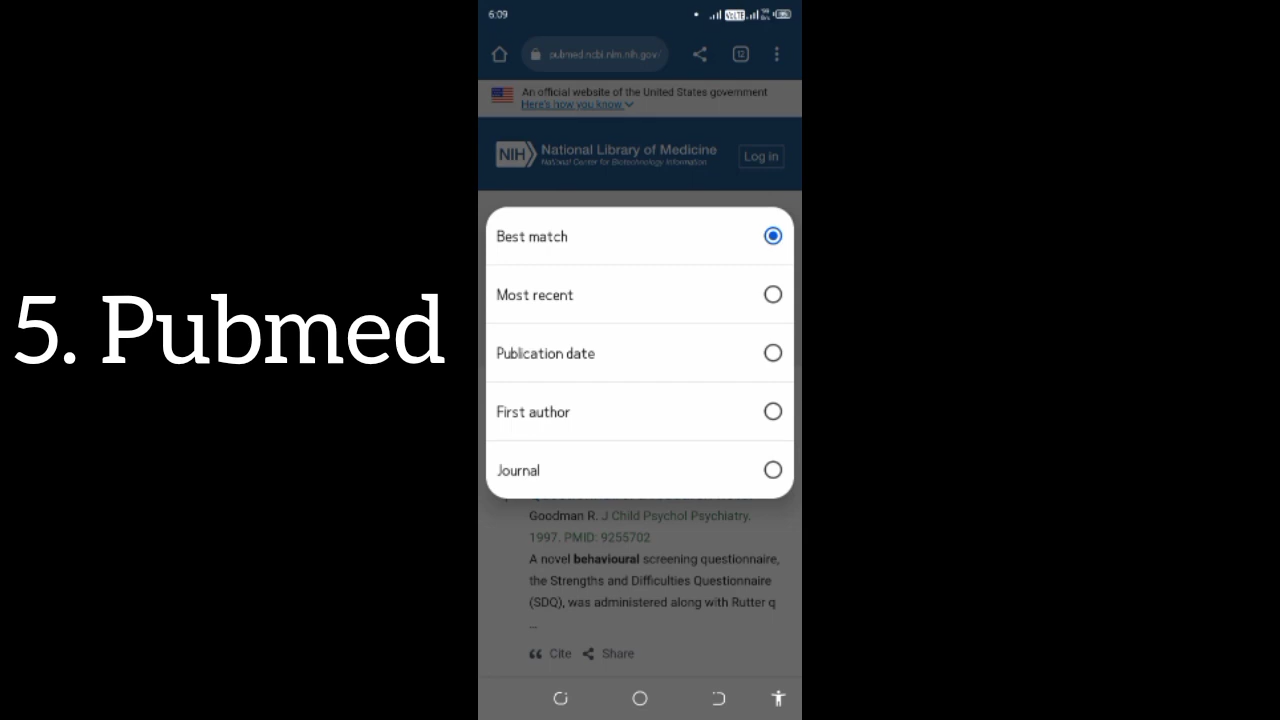 5. Pubmed
6:09
pubmed.ncbi.nlm.nih.gov/
12
An official website of the United States government
Here's how you know
NIH National Library of Medicine
National Center for Biotechnology Information
Log in
Best match
Most recent
Publication date
First author
Journal
Goodman R. J Child Psychol Psychiatry.
1997. PMID: 9255702
A novel behavioural screening questionnaire,
the Strengths and Difficulties Questionnaire
(SDQ), was administered along with Rutter q
...
Cite Share